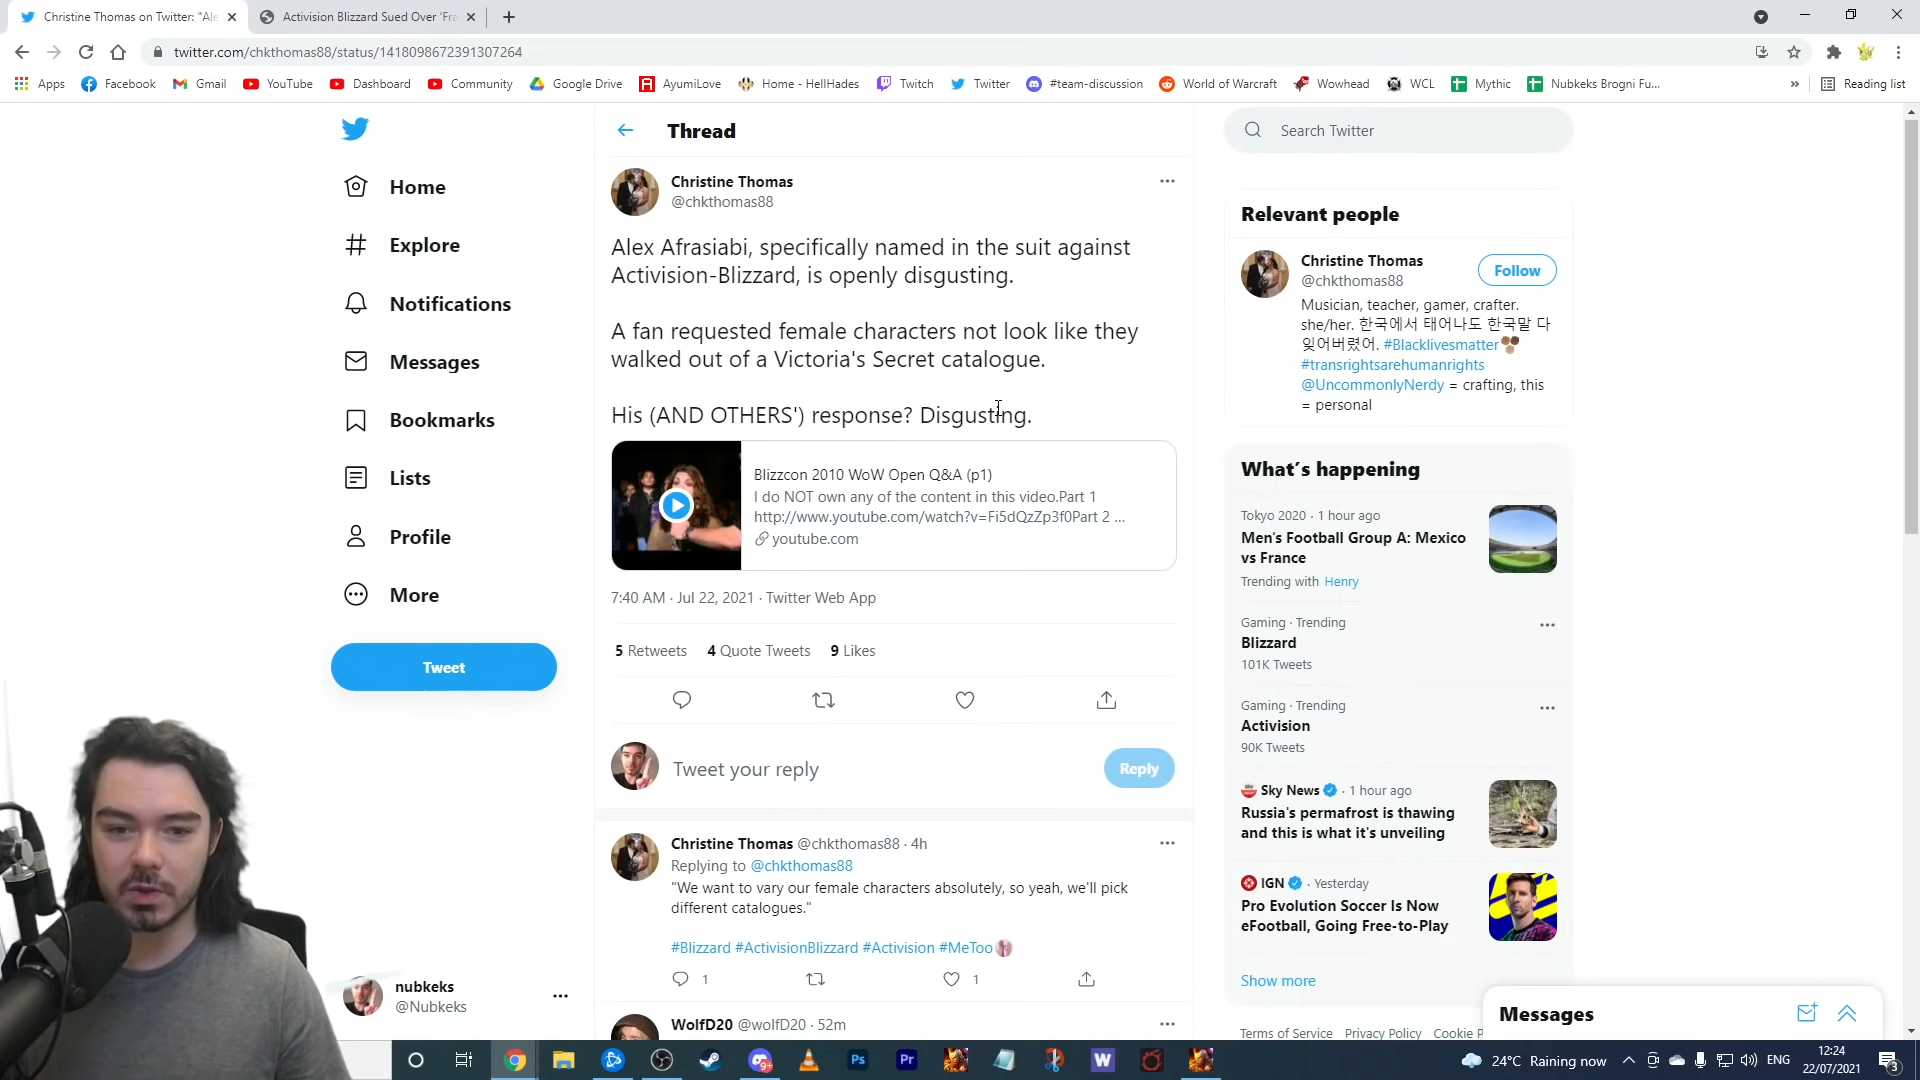 Christine Thomas on Twitter: "Ale
Activision Blizzard Sued Over 'Fra
twitter.com/chkthomas88/status/1418098672391307264
Apps Facebook Gmail YouTube Dashboard Community Google Drive AyumiLove Home - HellHades Twitch Twitter #team-discussion World of Warcraft Wowhead WCL Mythic Nubkeks Brogni Fu... » Reading list
Home
Explore
Notifications
Messages
Bookmarks
Lists
Profile
More
Tweet
nubkeks
@Nubkeks
Thread
Christine Thomas
@chkthomas88
Alex Afrasiabi, specifically named in the suit against
Activision-Blizzard, is openly disgusting.
A fan requested female characters not look like they
walked out of a Victoria's Secret catalogue.
His (AND OTHERS') response? Disgusting.
Blizzcon 2010 WoW Open Q&A (p1)
I do NOT own any of the content in this video.Part 1
http://www.youtube.com/watch?v=Fi5dQzZp3f0Part 2 ...
youtube.com
7:40 AM · Jul 22, 2021 · Twitter Web App
5 Retweets 4 Quote Tweets 9 Likes
Tweet your reply
Reply
Christine Thomas @chkthomas88 · 4h
Replying to @chkthomas88
"We want to vary our female characters absolutely, so yeah, we'll pick
different catalogues."
#Blizzard #ActivisionBlizzard #Activision #MeToo
1 1
WolfD20 @wolfD20 · 52m
Search Twitter
Relevant people
Christine Thomas
@chkthomas88
Follow
Musician, teacher, gamer, crafter.
she/her. 한국에서 태어나도 한국말 다
잊어버렸어. #Blacklivesmatter
#transrightsarehumanrights
@UncommonlyNerdy = crafting, this
= personal
What's happening
Tokyo 2020 · 1 hour ago
Men's Football Group A: Mexico
vs France
Trending with Henry
Gaming · Trending
Blizzard
101K Tweets
Gaming · Trending
Activision
90K Tweets
Sky News · 1 hour ago
Russia's permafrost is thawing
and this is what it's unveiling
IGN · Yesterday
Pro Evolution Soccer Is Now
eFootball, Going Free-to-Play
Show more
Terms of Service Privacy Policy Cookie P
Messages
9+ Ps Pr W
24°C Raining now
ENG
12:24
22/07/2021
3